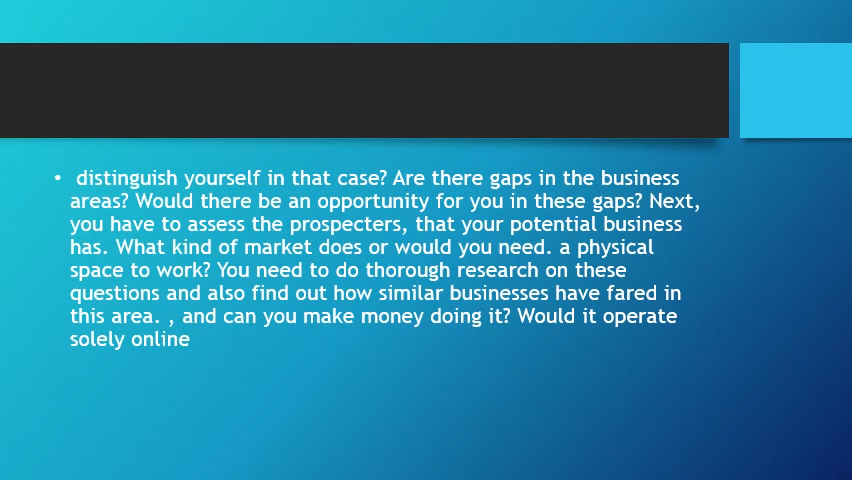 • distinguish yourself in that case? Are there gaps in the business
areas? Would there be an opportunity for you in these gaps? Next,
you have to assess the prospecters, that your potential business
has. What kind of market does or would you need. a physical
space to work? You need to do thorough research on these
questions and also find out how similar businesses have fared in
this area. , and can you make money doing it? Would it operate
solely online